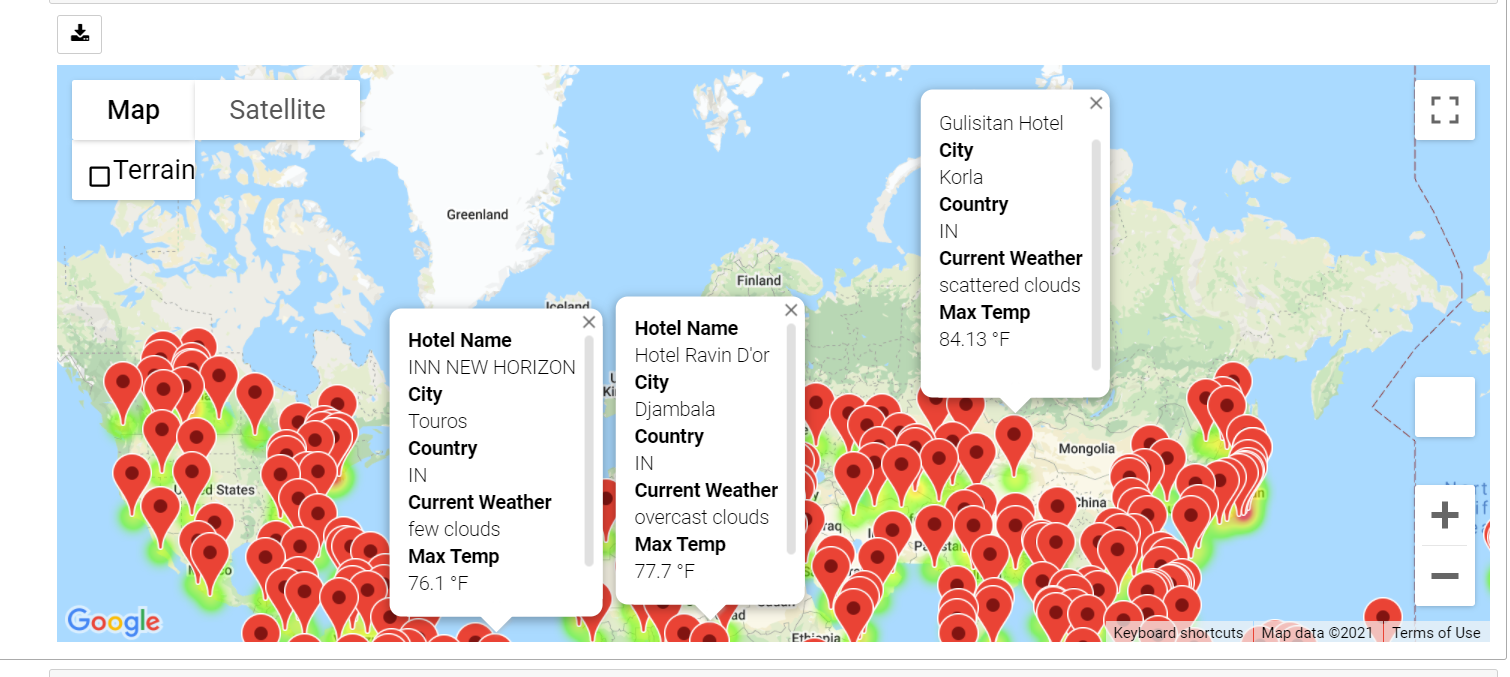 Map
Satellite
Terrain
Greenland
Finland
Iceland
Gulisitan Hotel
City
Korla
Country
IN
Current Weather
scattered clouds
Max Temp
84.13 °F
Hotel Name
INN NEW HORIZON
City
Touros
Country
IN
Current Weather
few clouds
Max Temp
76.1 °F
Hotel Name
Hotel Ravin D'or
City
Djambala
Country
IN
Current Weather
overcast clouds
Max Temp
77.7 °F
Mongolia
China
Ethiopia
Google
Keyboard shortcuts
Map data ©2021
Terms of Use